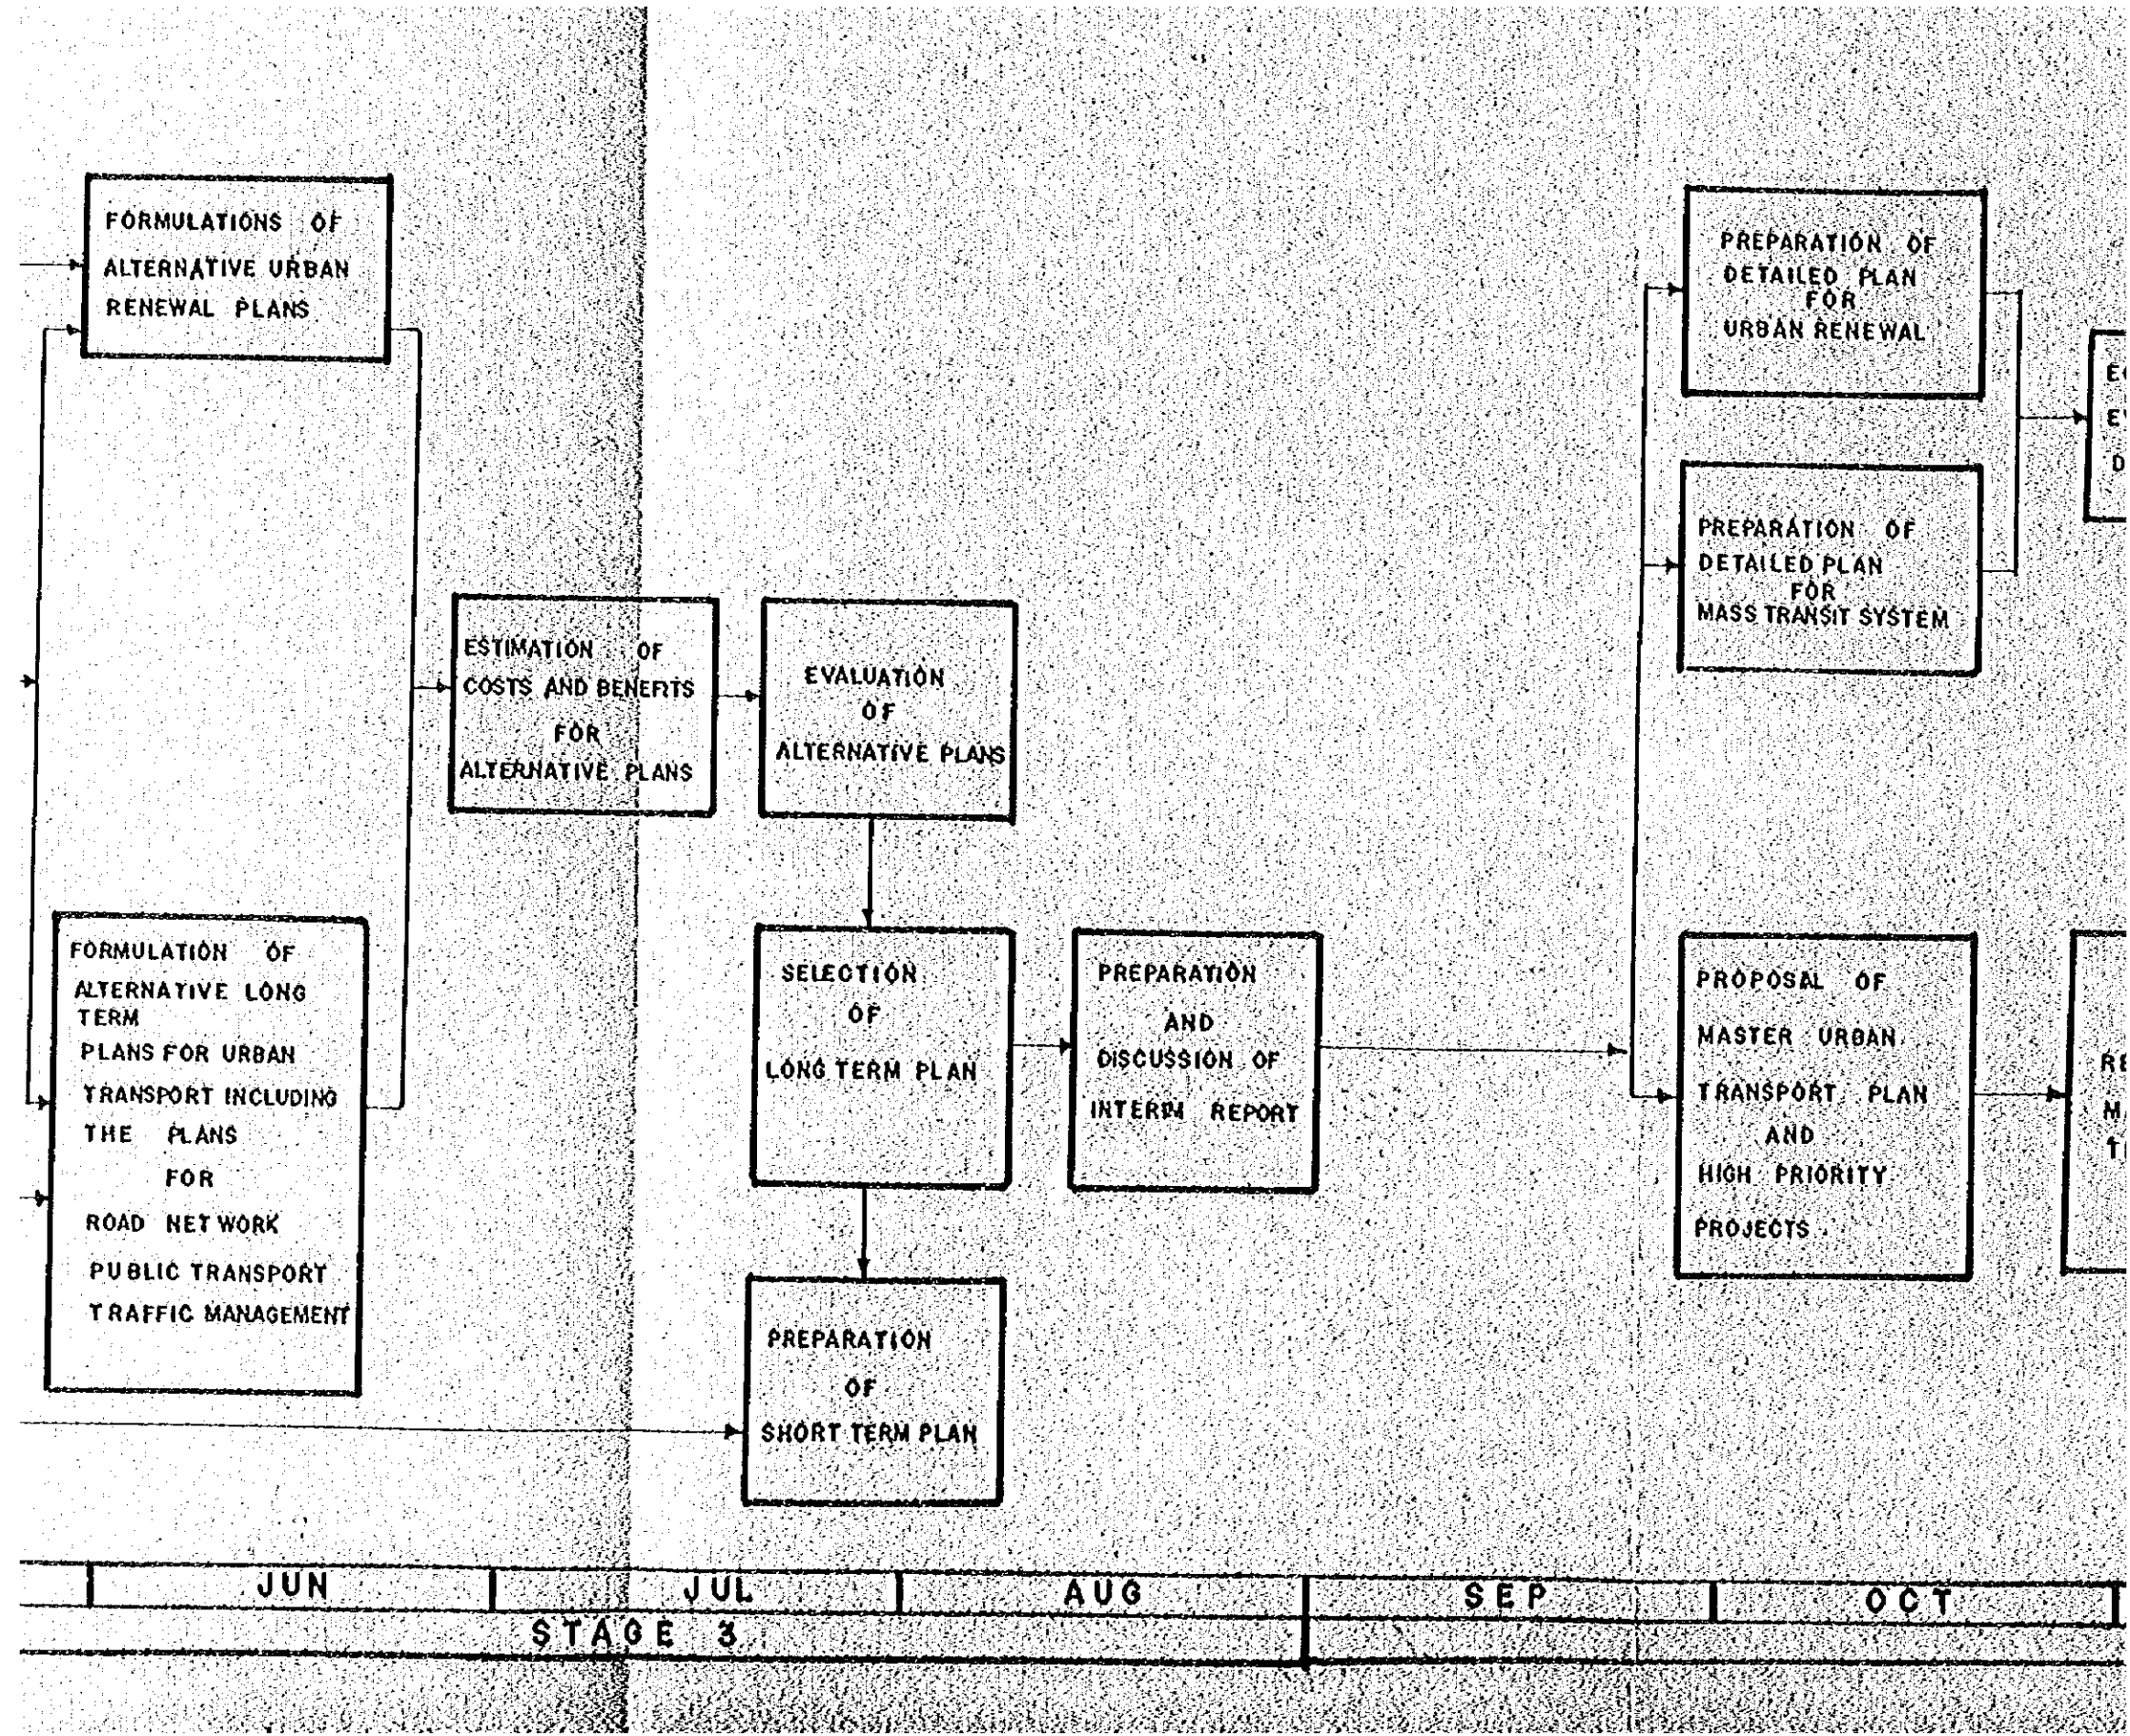 FORMULATIONS OF
ALTERNATIVE URBAN
RENEWAL PLANS
FORMULATION OF
ALTERNATIVE LONG
TERM
PLANS FOR URBAN
TRANSPORT INCLUDING
THE PLANS
FOR
ROAD NETWORK
PUBLIC TRANSPORT
TRAFFIC MANAGEMENT
ESTIMATION OF
COSTS AND BENEFITS
FOR
ALTERNATIVE PLANS
EVALUATION
OF
ALTERNATIVE PLANS
SELECTION
OF
LONG TERM PLAN
PREPARATION
AND
DISCUSSION OF
INTERIM REPORT
PREPARATION
OF
SHORT TERM PLAN
PREPARATION OF
DETAILED PLAN
FOR
URBAN RENEWAL
PREPARATION OF
DETAILED PLAN
FOR
MASS TRANSIT SYSTEM
PROPOSAL OF
MASTER URBAN
TRANSPORT PLAN
AND
HIGH PRIORITY
PROJECTS
JUN JUL AUG SEP OCT
STAGE 3